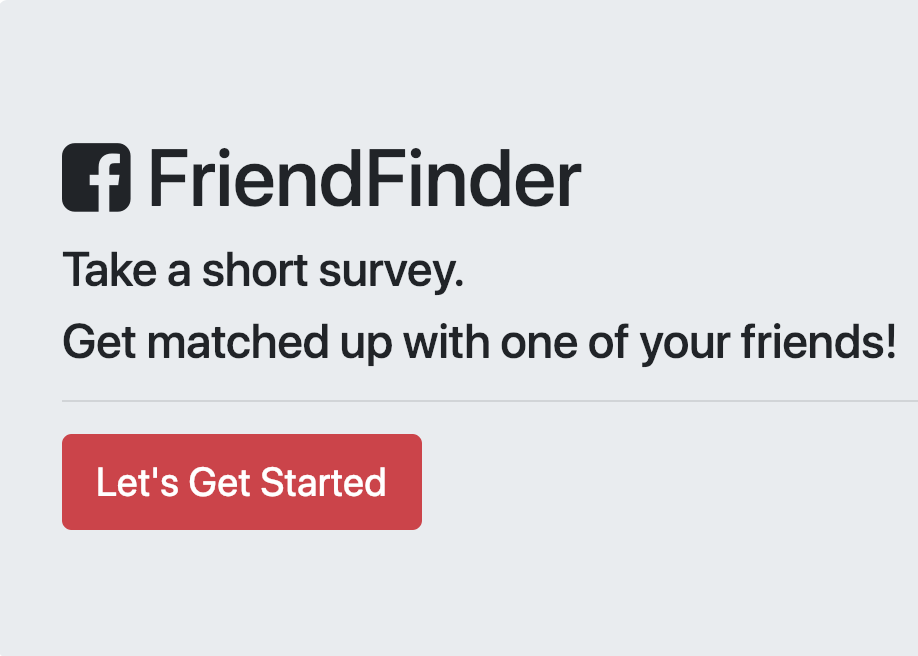 FriendFinder
Take a short survey.
Get matched up with one of your friends!
Let's Get Started